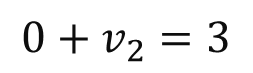 0 + v₂ = 3